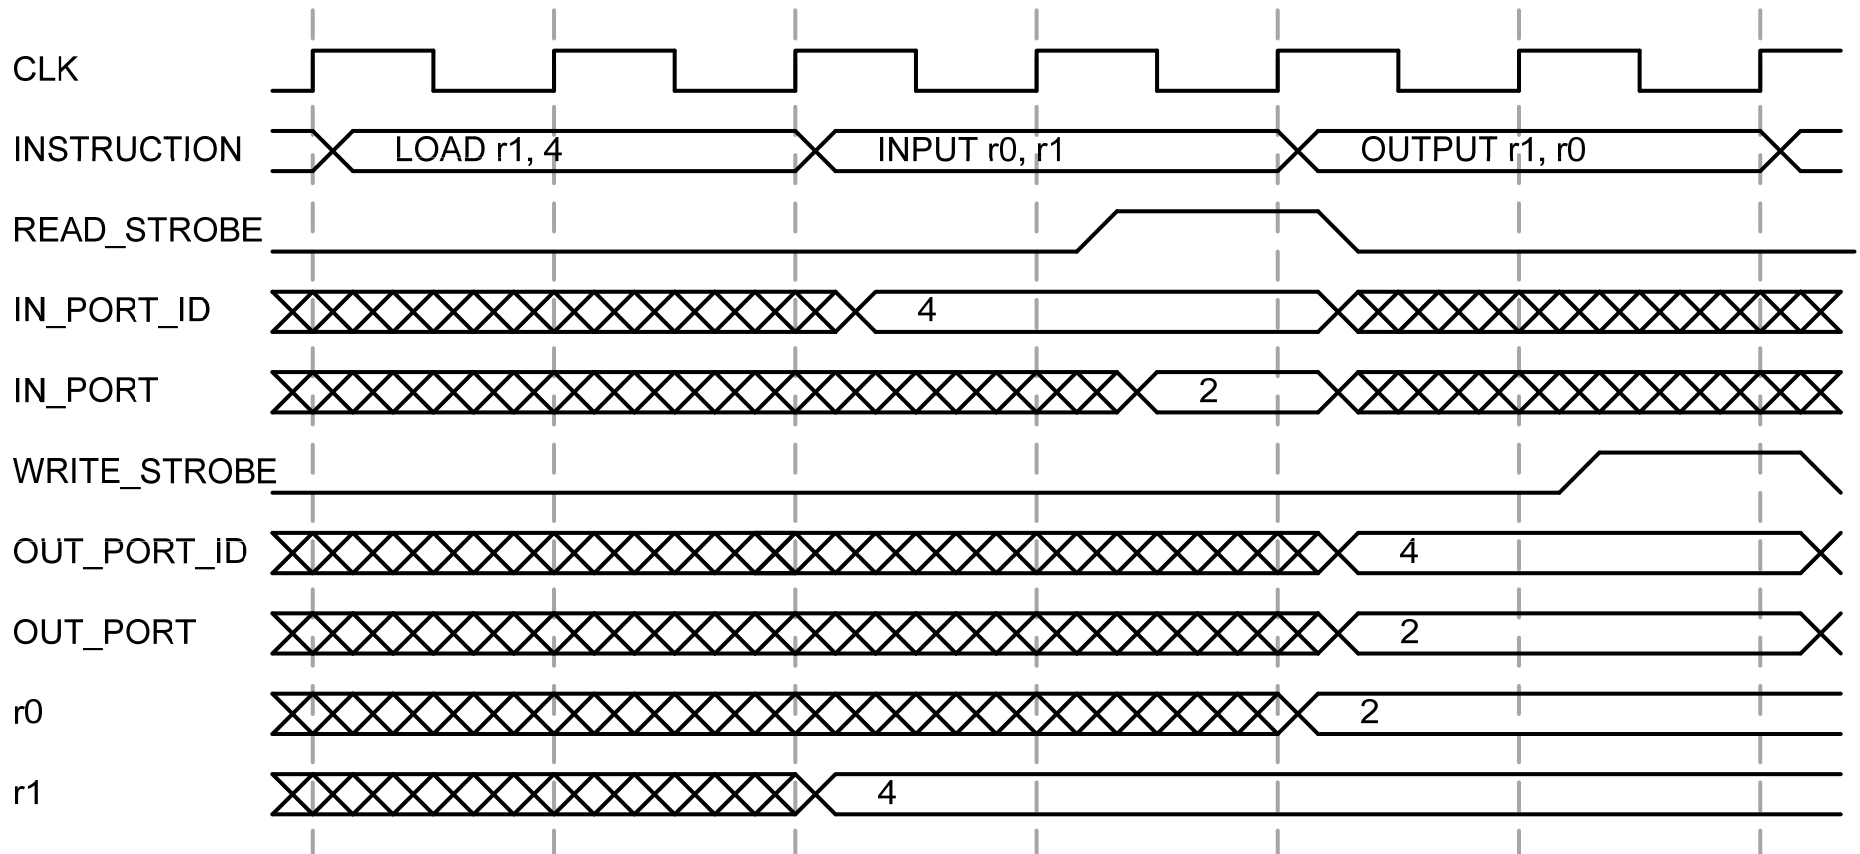 CLK
INSTRUCTION LOAD r1, 4 INPUT r0, r1 OUTPUT r1, r0
READ_STROBE
IN_PORT_ID 4
IN_PORT 2
WRITE_STROBE
OUT_PORT_ID 4
OUT_PORT 2
r0 2
r1 4